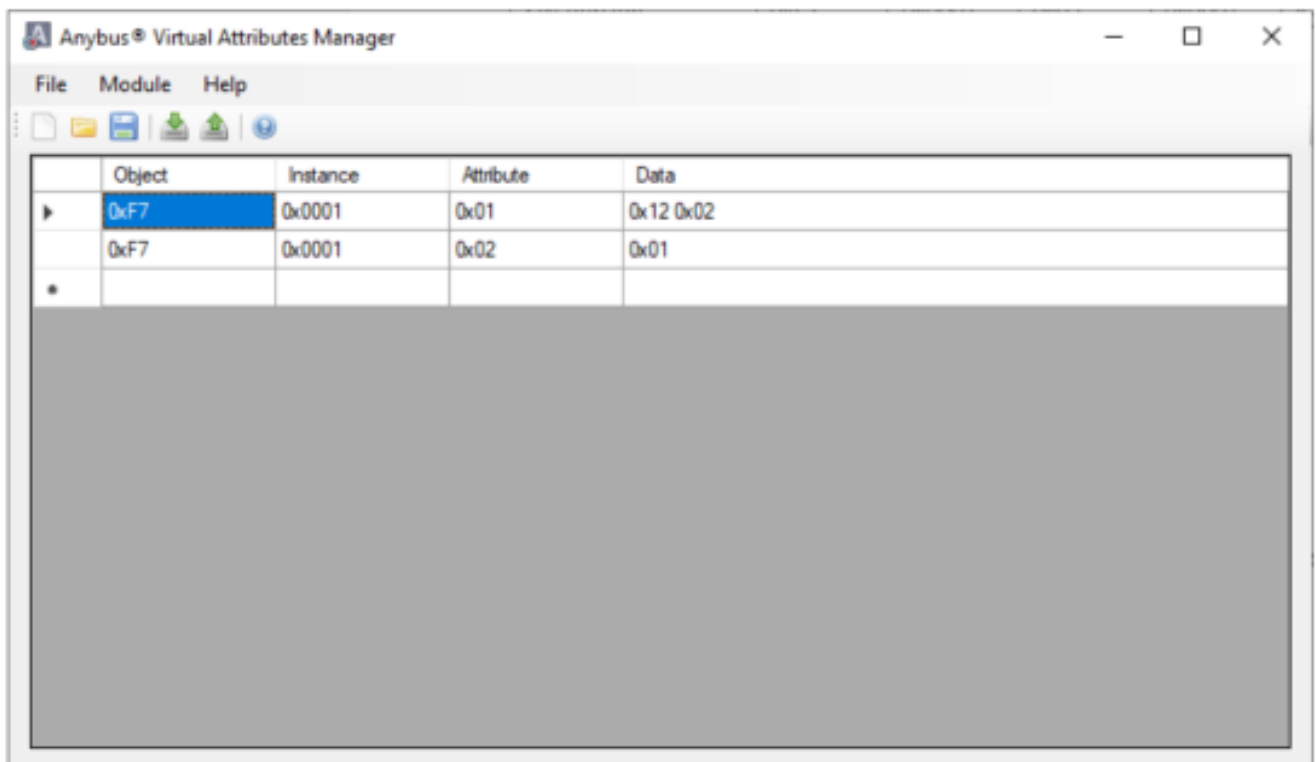 Anybus® Virtual Attributes Manager
File Module Help
Object Instance Attribute Data
0xF7 0x0001 0x01 0x12 0x02
0xF7 0x0001 0x02 0x01